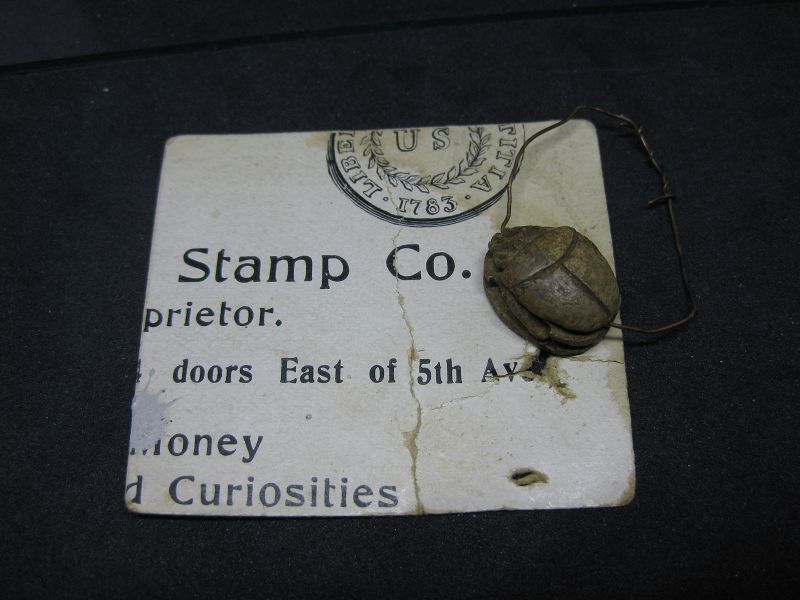 US
LIBE TITIA
· 1783 ·
Stamp Co.
prietor.
doors East of 5th Av
Money
d Curiosities